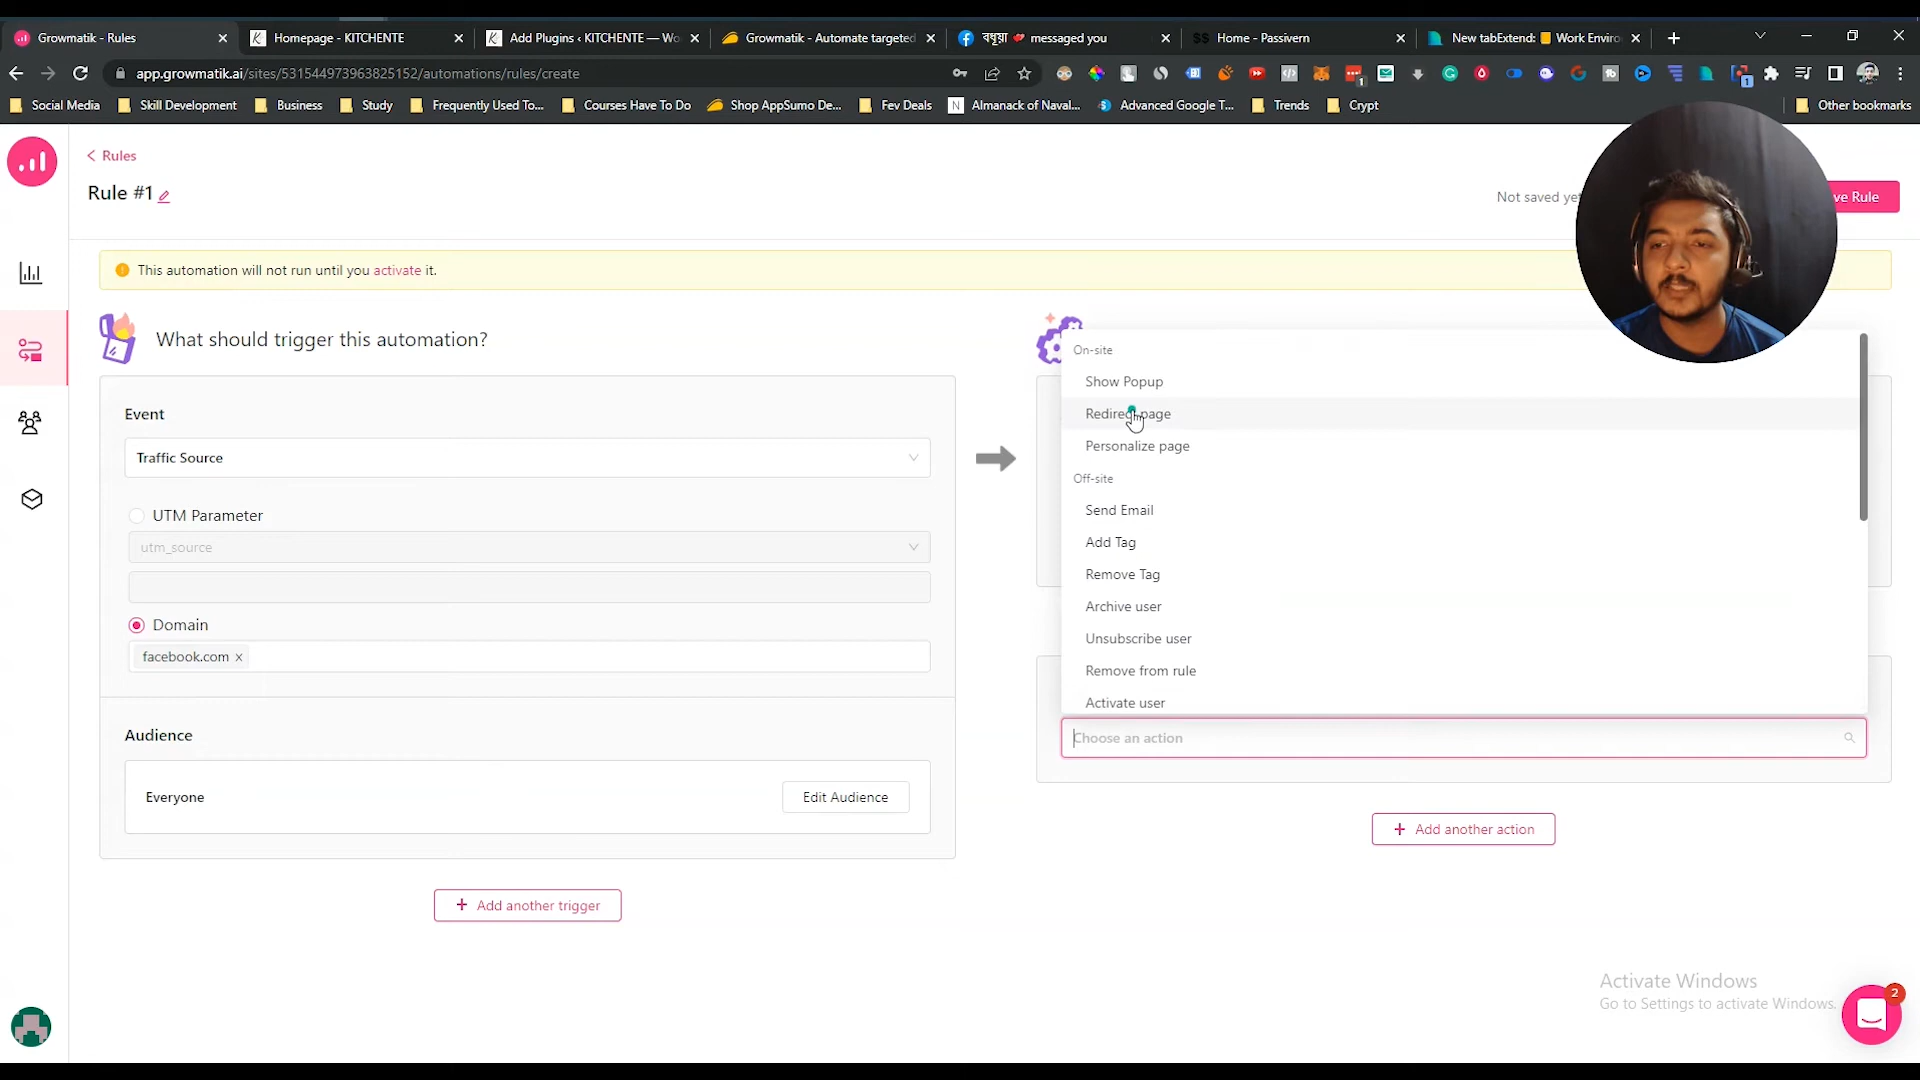 Growmatik - Rules
Homepage - KITCHENTE
Add Plugins ‹ KITCHENTE — Wo
Growmatik - Automate targeted
বধূয়া ❤️ messaged you
Home - Passivern
New tabExtend: Work Enviro
app.growmatik.ai/sites/531544973963825152/automations/rules/create
Social Media
Skill Development
Business
Study
Frequently Used To...
Courses Have To Do
Shop AppSumo De...
Fev Deals
Almanack of Naval...
Advanced Google T...
Trends
Crypt
Other bookmarks
< Rules
Rule #1
Not saved yet
ve Rule
This automation will not run until you activate it.
What should trigger this automation?
Event
Traffic Source
UTM Parameter
utm_source
Domain
facebook.com x
Audience
Everyone
Edit Audience
+ Add another trigger
On-site
Show Popup
Redirect page
Personalize page
Off-site
Send Email
Add Tag
Remove Tag
Archive user
Unsubscribe user
Remove from rule
Activate user
Choose an action
+ Add another action
Activate Windows
Go to Settings to activate Windows.
2